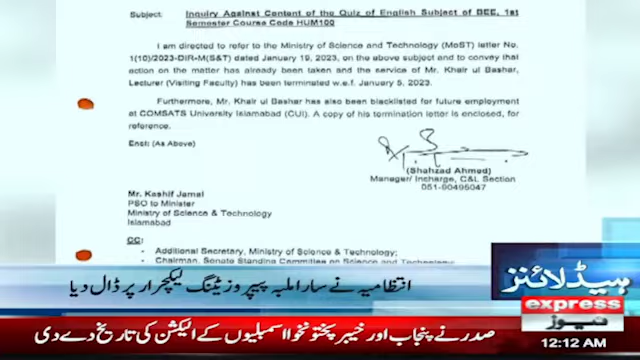 Subject: Inquiry Against Content of the Quiz of English Subject of BEE, 1st
Semester Course Code HUM100
I am directed to refer to the Ministry of Science and Technology (MoST) letter No.
1(10)/2023-DIR-M(S&T) dated January 19, 2023, on the above subject and to convey that
action on the matter has already been taken and the service of Mr. Khair ul Bashar,
Lecturer (Visiting Faculty) has been terminated w.e.f. January 5, 2023.
Furthermore, Mr. Khair ul Bashar has also been blacklisted for future employment
at COMSATS University Islamabad (CUI). A copy of his termination letter is enclosed, for
reference.
Encl: (As Above)
(Shahzad Ahmed)
Manager/ Incharge, C&L Section
051-90495047
Mr. Kashif Jamal
PSO to Minister
Ministry of Science & Technology
Islamabad
CC:
- Additional Secretary, Ministry of Science & Technology;
- Chairman, Senate Standing Committee on Science and Technology;
ہیڈلائنز
انتظامیہ نے سارا ملبہ پیپر وزیٹنگ لیکچرار پر ڈال دیا
express
نیوز
صدر نے پنجاب اور خیبر پختونخوا اسمبلیوں کے الیکشن کی تاریخ دے دی
12:12 AM